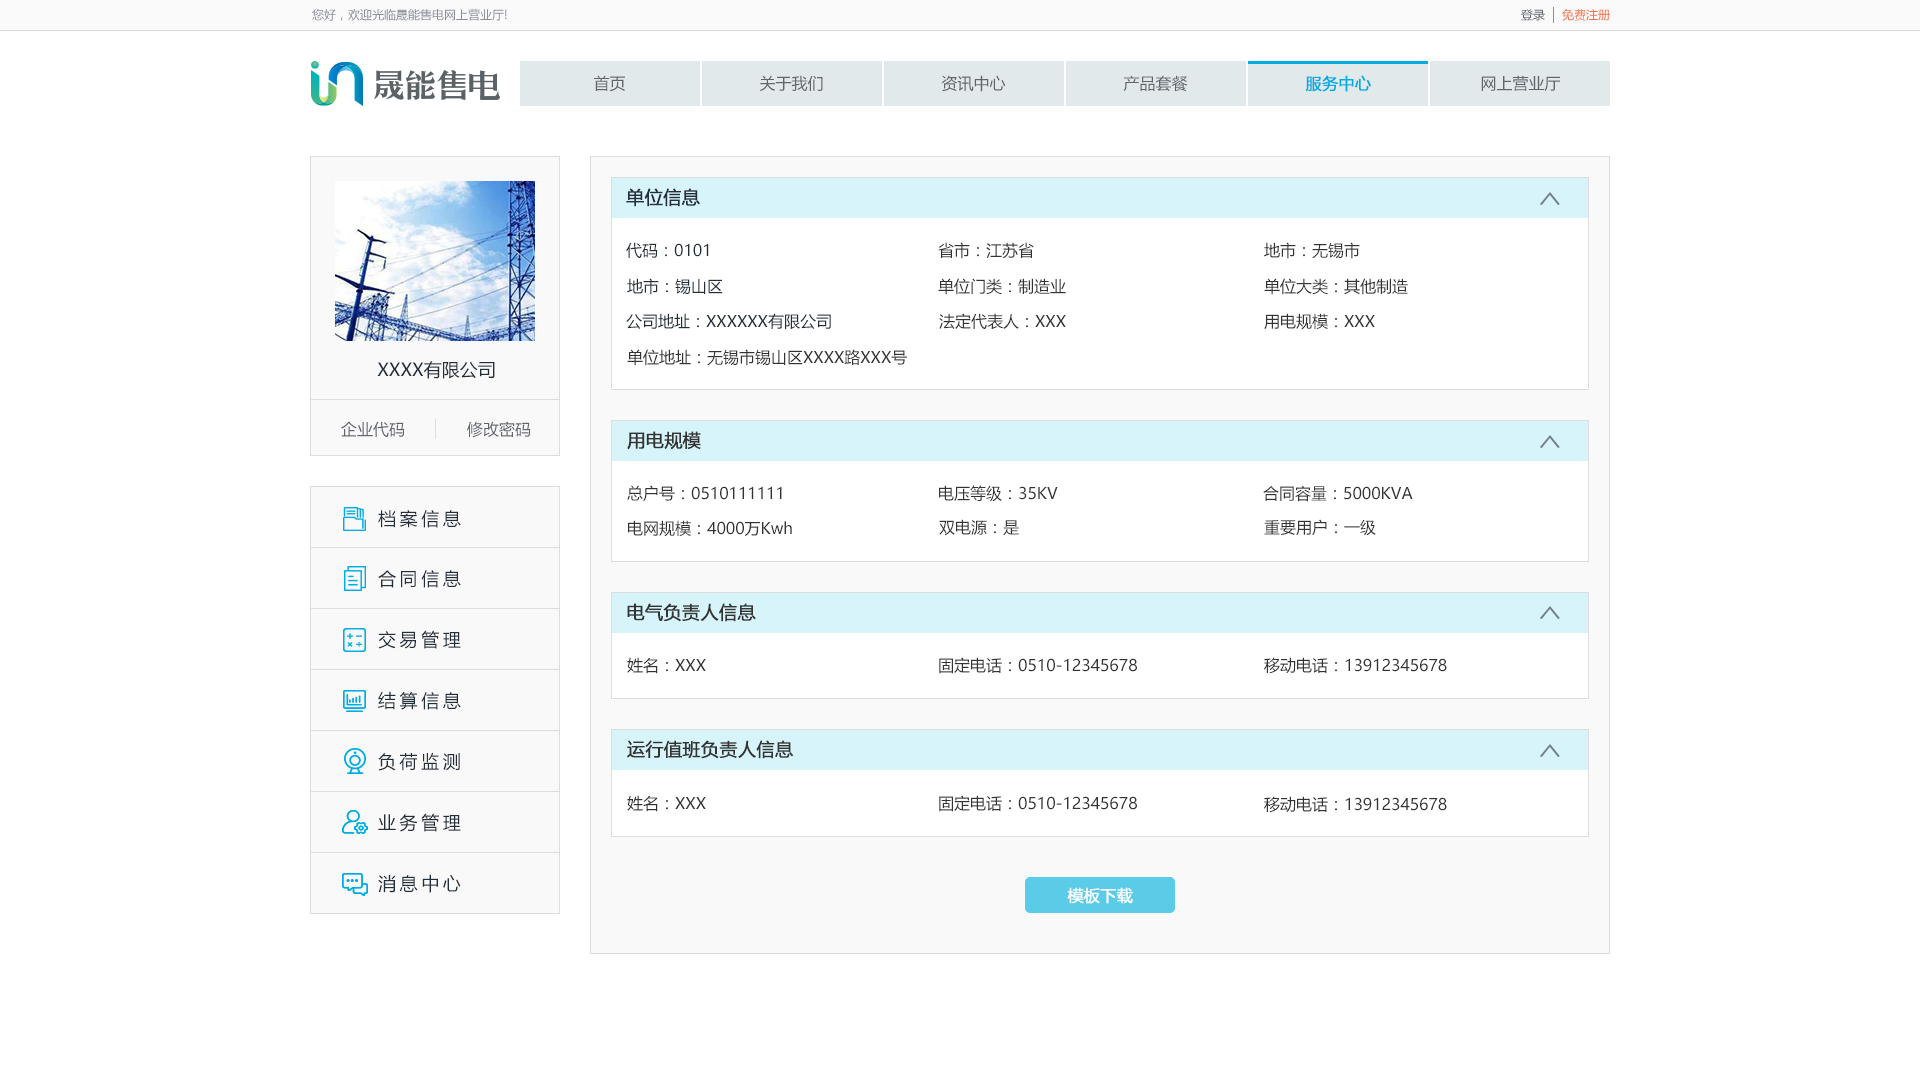 您好，欢迎光临晟能售电网上营业厅!
登录 | 免费注册
晟能售电
首页 关于我们 资讯中心 产品套餐 服务中心 网上营业厅
XXXX有限公司
企业代码 修改密码
档案信息
合同信息
交易管理
结算信息
负荷监测
业务管理
消息中心
单位信息
代码：0101 省市：江苏省 地市：无锡市
地市：锡山区 单位门类：制造业 单位大类：其他制造
公司地址：XXXXXX有限公司 法定代表人：XXX 用电规模：XXX
单位地址：无锡市锡山区XXXX路XXX号
用电规模
总户号：0510111111 电压等级：35KV 合同容量：5000KVA
电网规模：4000万Kwh 双电源：是 重要用户：一级
电气负责人信息
姓名：XXX 固定电话：0510-12345678 移动电话：13912345678
运行值班负责人信息
姓名：XXX 固定电话：0510-12345678 移动电话：13912345678
模板下载